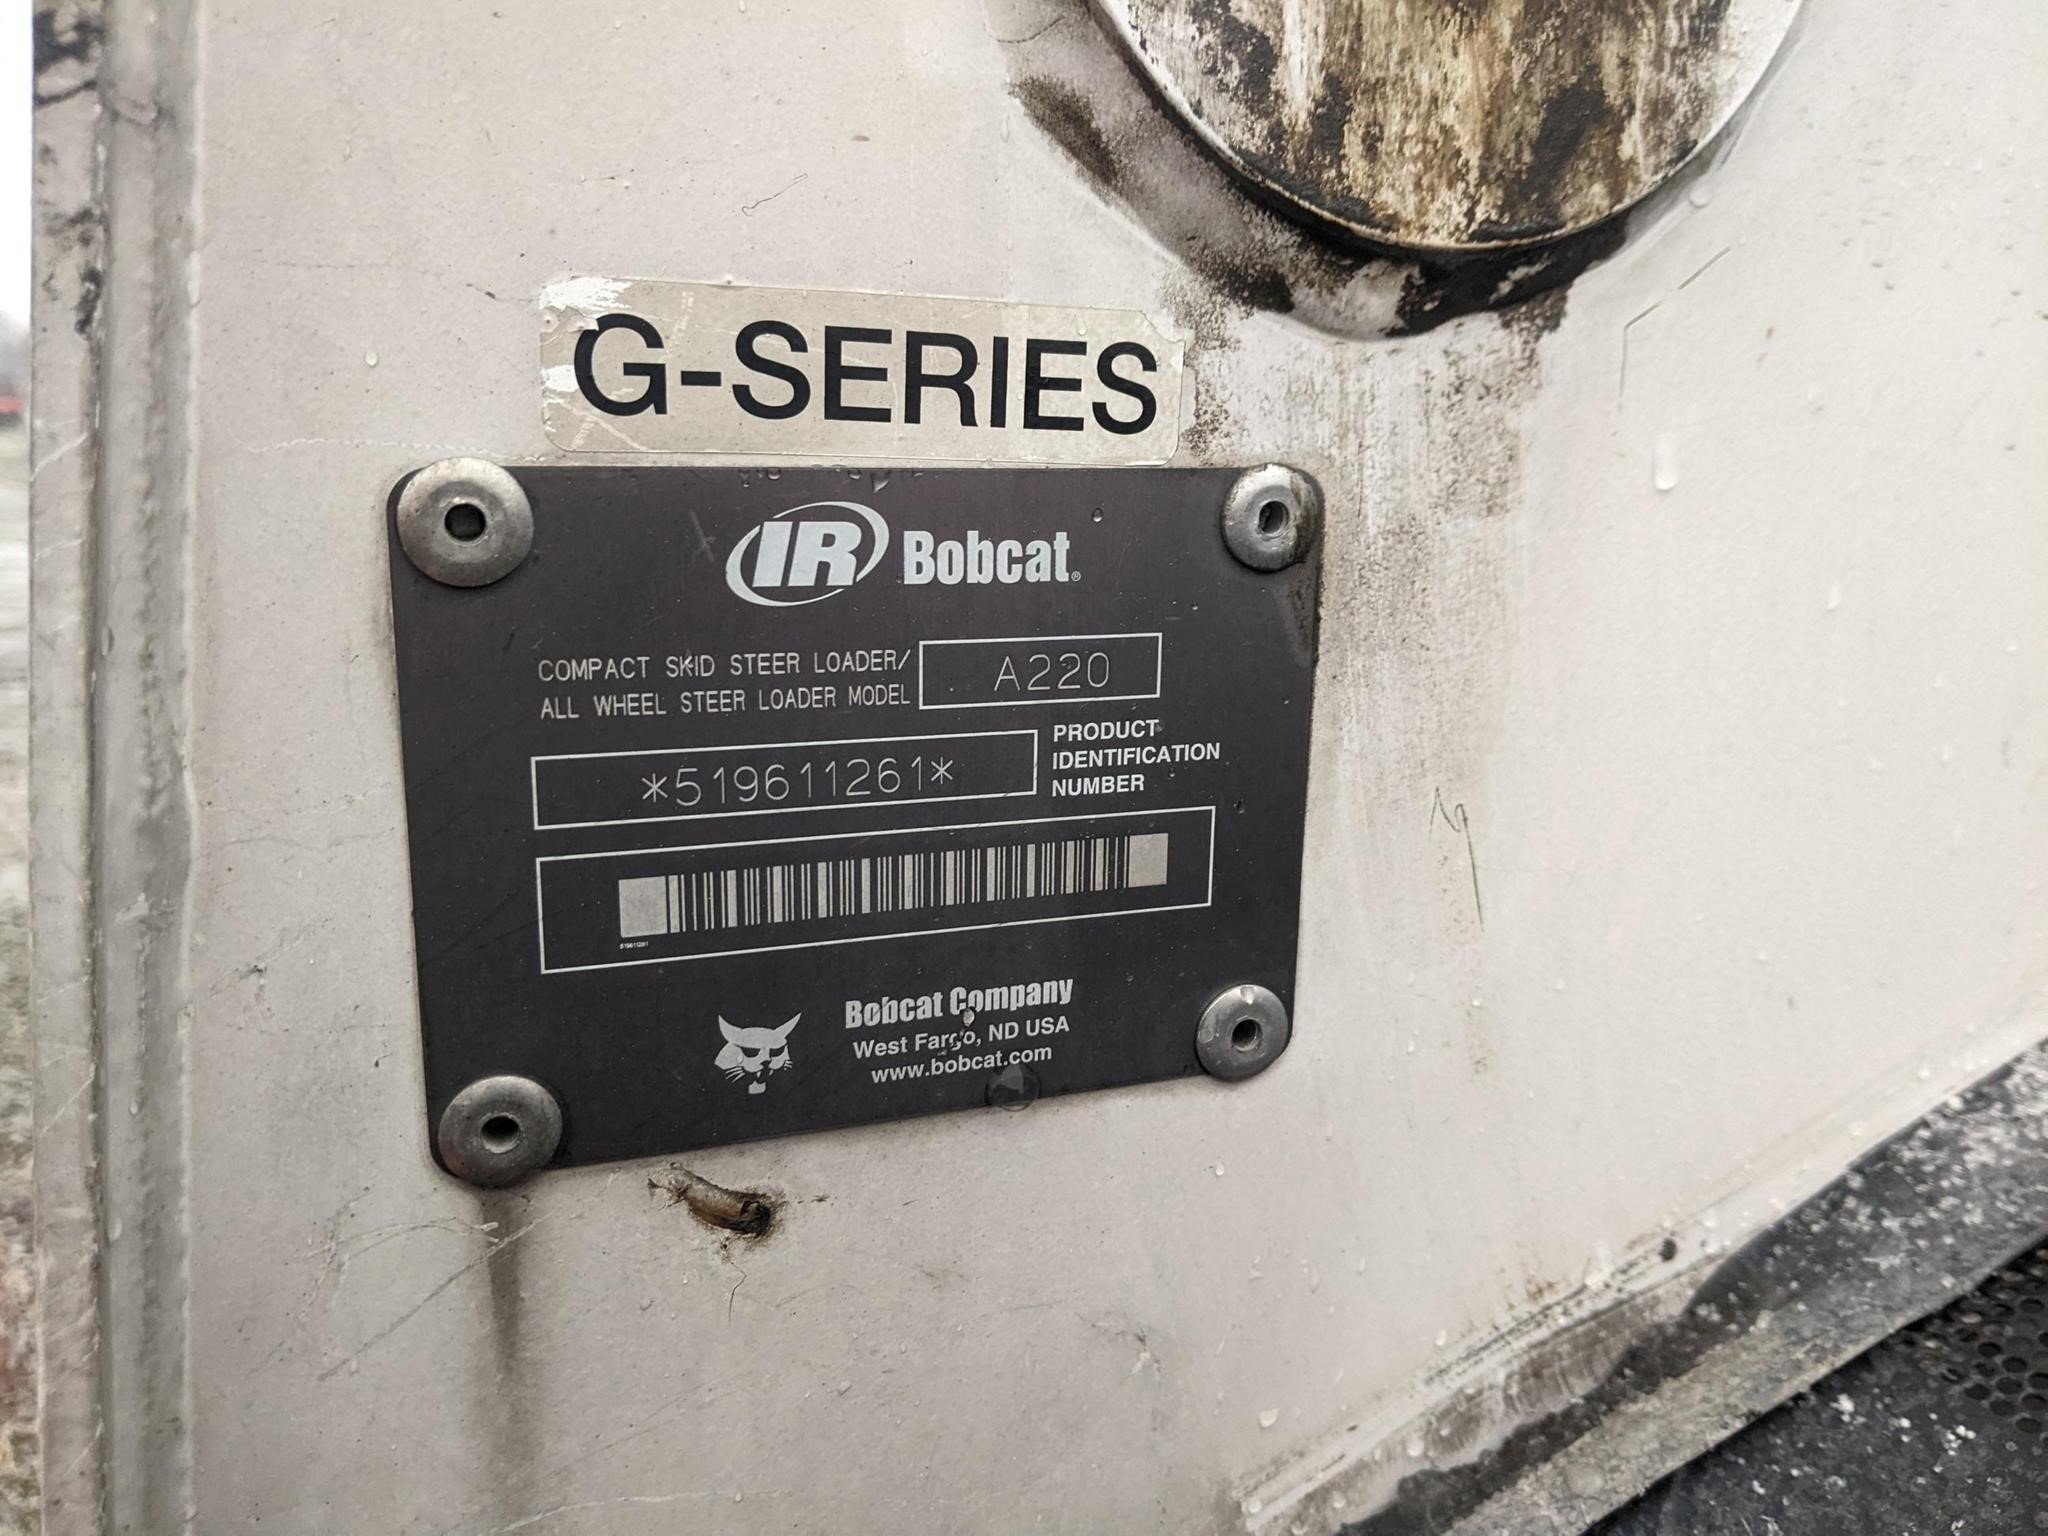 G-SERIES
IR Bobcat®
COMPACT SKID STEER LOADER/
ALL WHEEL STEER LOADER MODEL
A220
*519611261*
PRODUCT
IDENTIFICATION
NUMBER
519611261
Bobcat Company
West Fargo, ND USA
www.bobcat.com